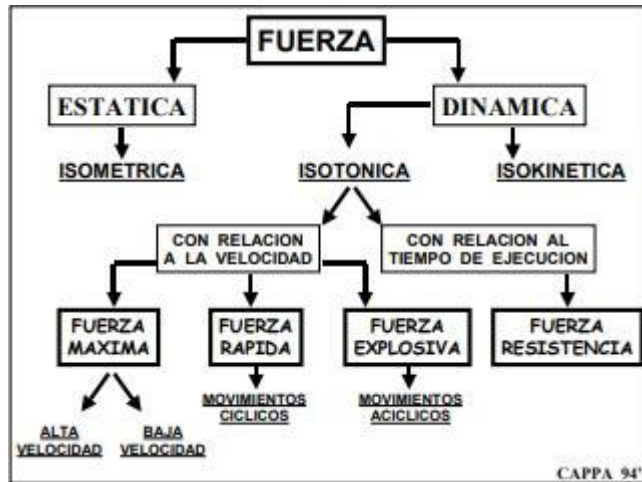 FUERZA
ESTATICA
DINAMICA
ISOMETRICA
ISOTONICA
ISOKINETICA
CON RELACION
A LA VELOCIDAD
CON RELACION AL
TIEMPO DE EJECUCION
FUERZA
MAXIMA
FUERZA
RAPIDA
FUERZA
EXPLOSIVA
FUERZA
RESISTENCIA
MOVIMIENTOS
CICLICOS
MOVIMIENTOS
ACICLICOS
ALTA
VELOCIDAD
BAJA
VELOCIDAD
CAPPA 94'